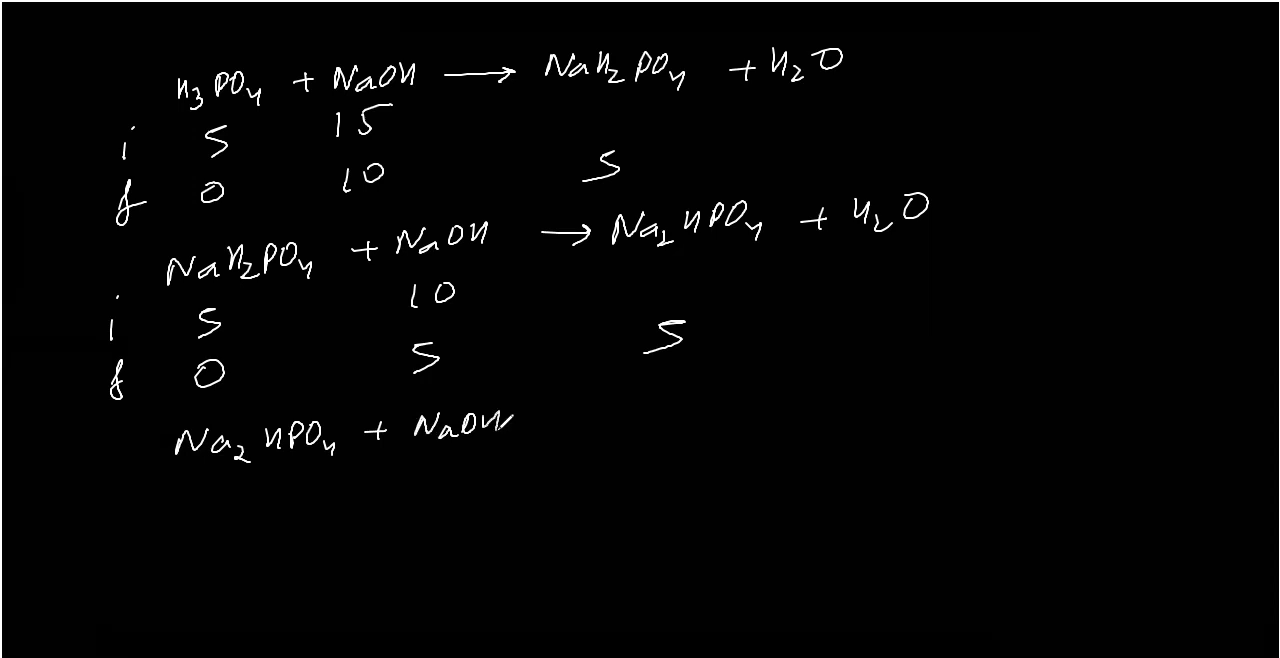 H₃PO₄ + NaOH ⟶ NaH₂PO₄ + H₂O
i 5 15
f 0 10 5
NaH₂PO₄ + NaOH ⟶ Na₂HPO₄ + H₂O
i 5 10
f 0 5 5
Na₂HPO₄ + NaOH